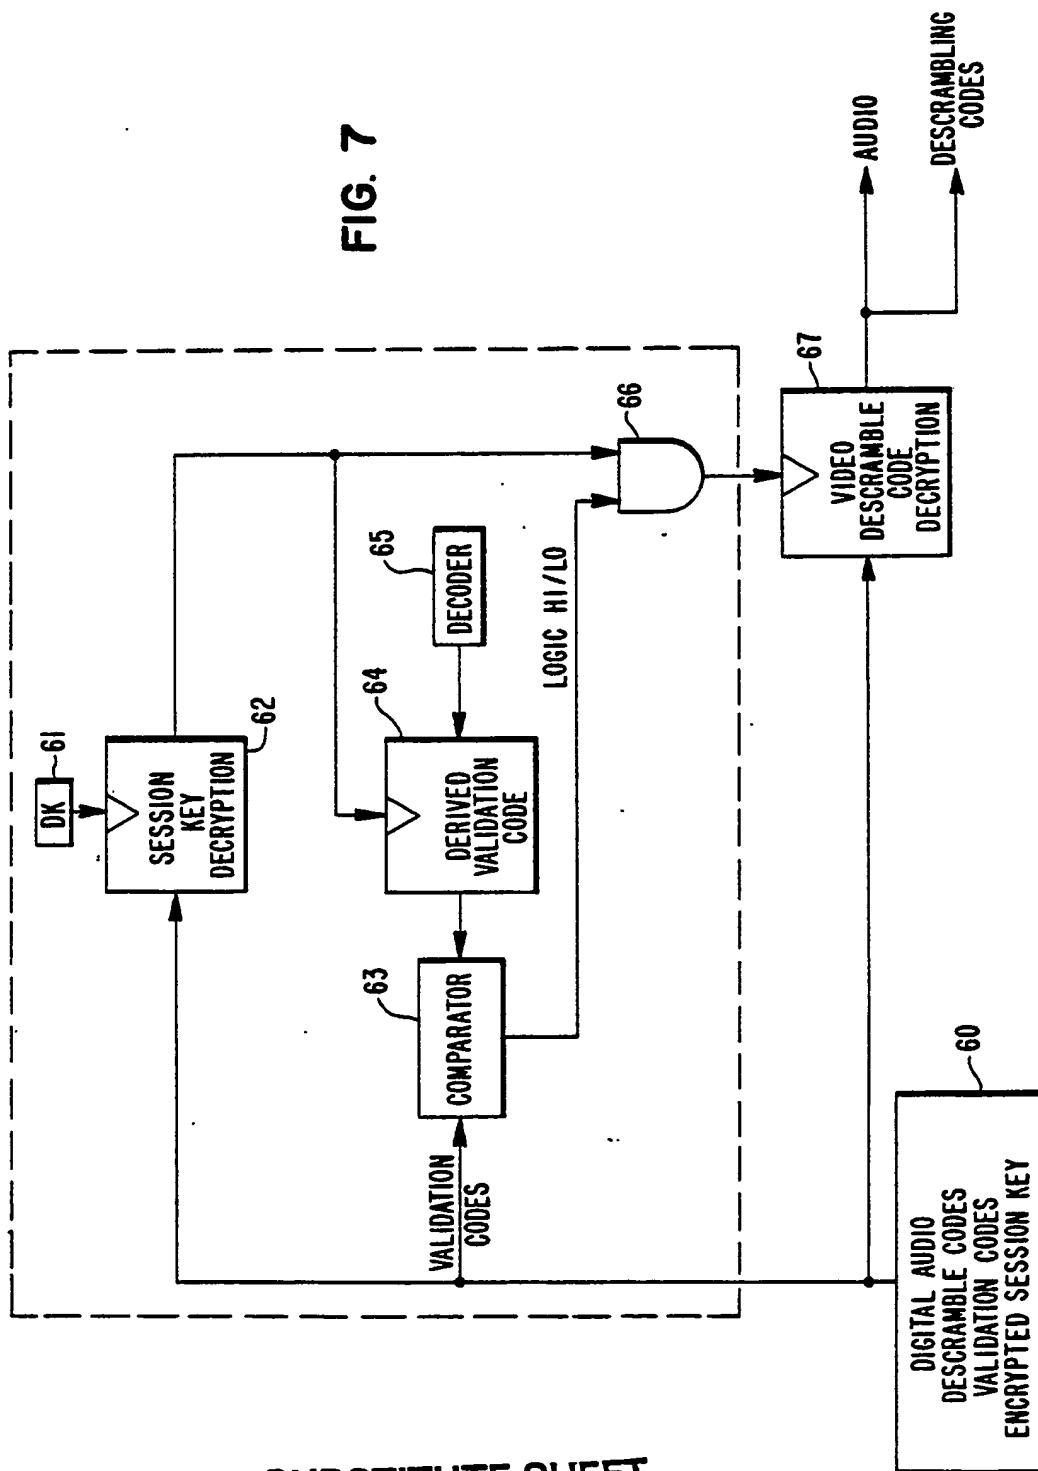 FIG. 7
DK
61
SESSION
KEY
DECRYPTION
62
VALIDATION
CODES
COMPARATOR
63
DERIVED
VALIDATION
CODE
64
DECODER
65
LOGIC HI/LO
66
VIDEO
DESCRAMBLE
CODE
DECRYPTION
67
AUDIO
DESCRAMBLING
CODES
DIGITAL AUDIO
DESCRAMBLE CODES
VALIDATION CODES
ENCRYPTED SESSION KEY
60
SUBSTITUTE SHEET